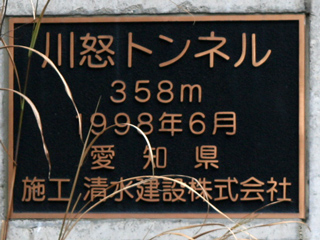 川怒トンネル
358m
1998年6月
愛知県
施工 清水建設株式会社